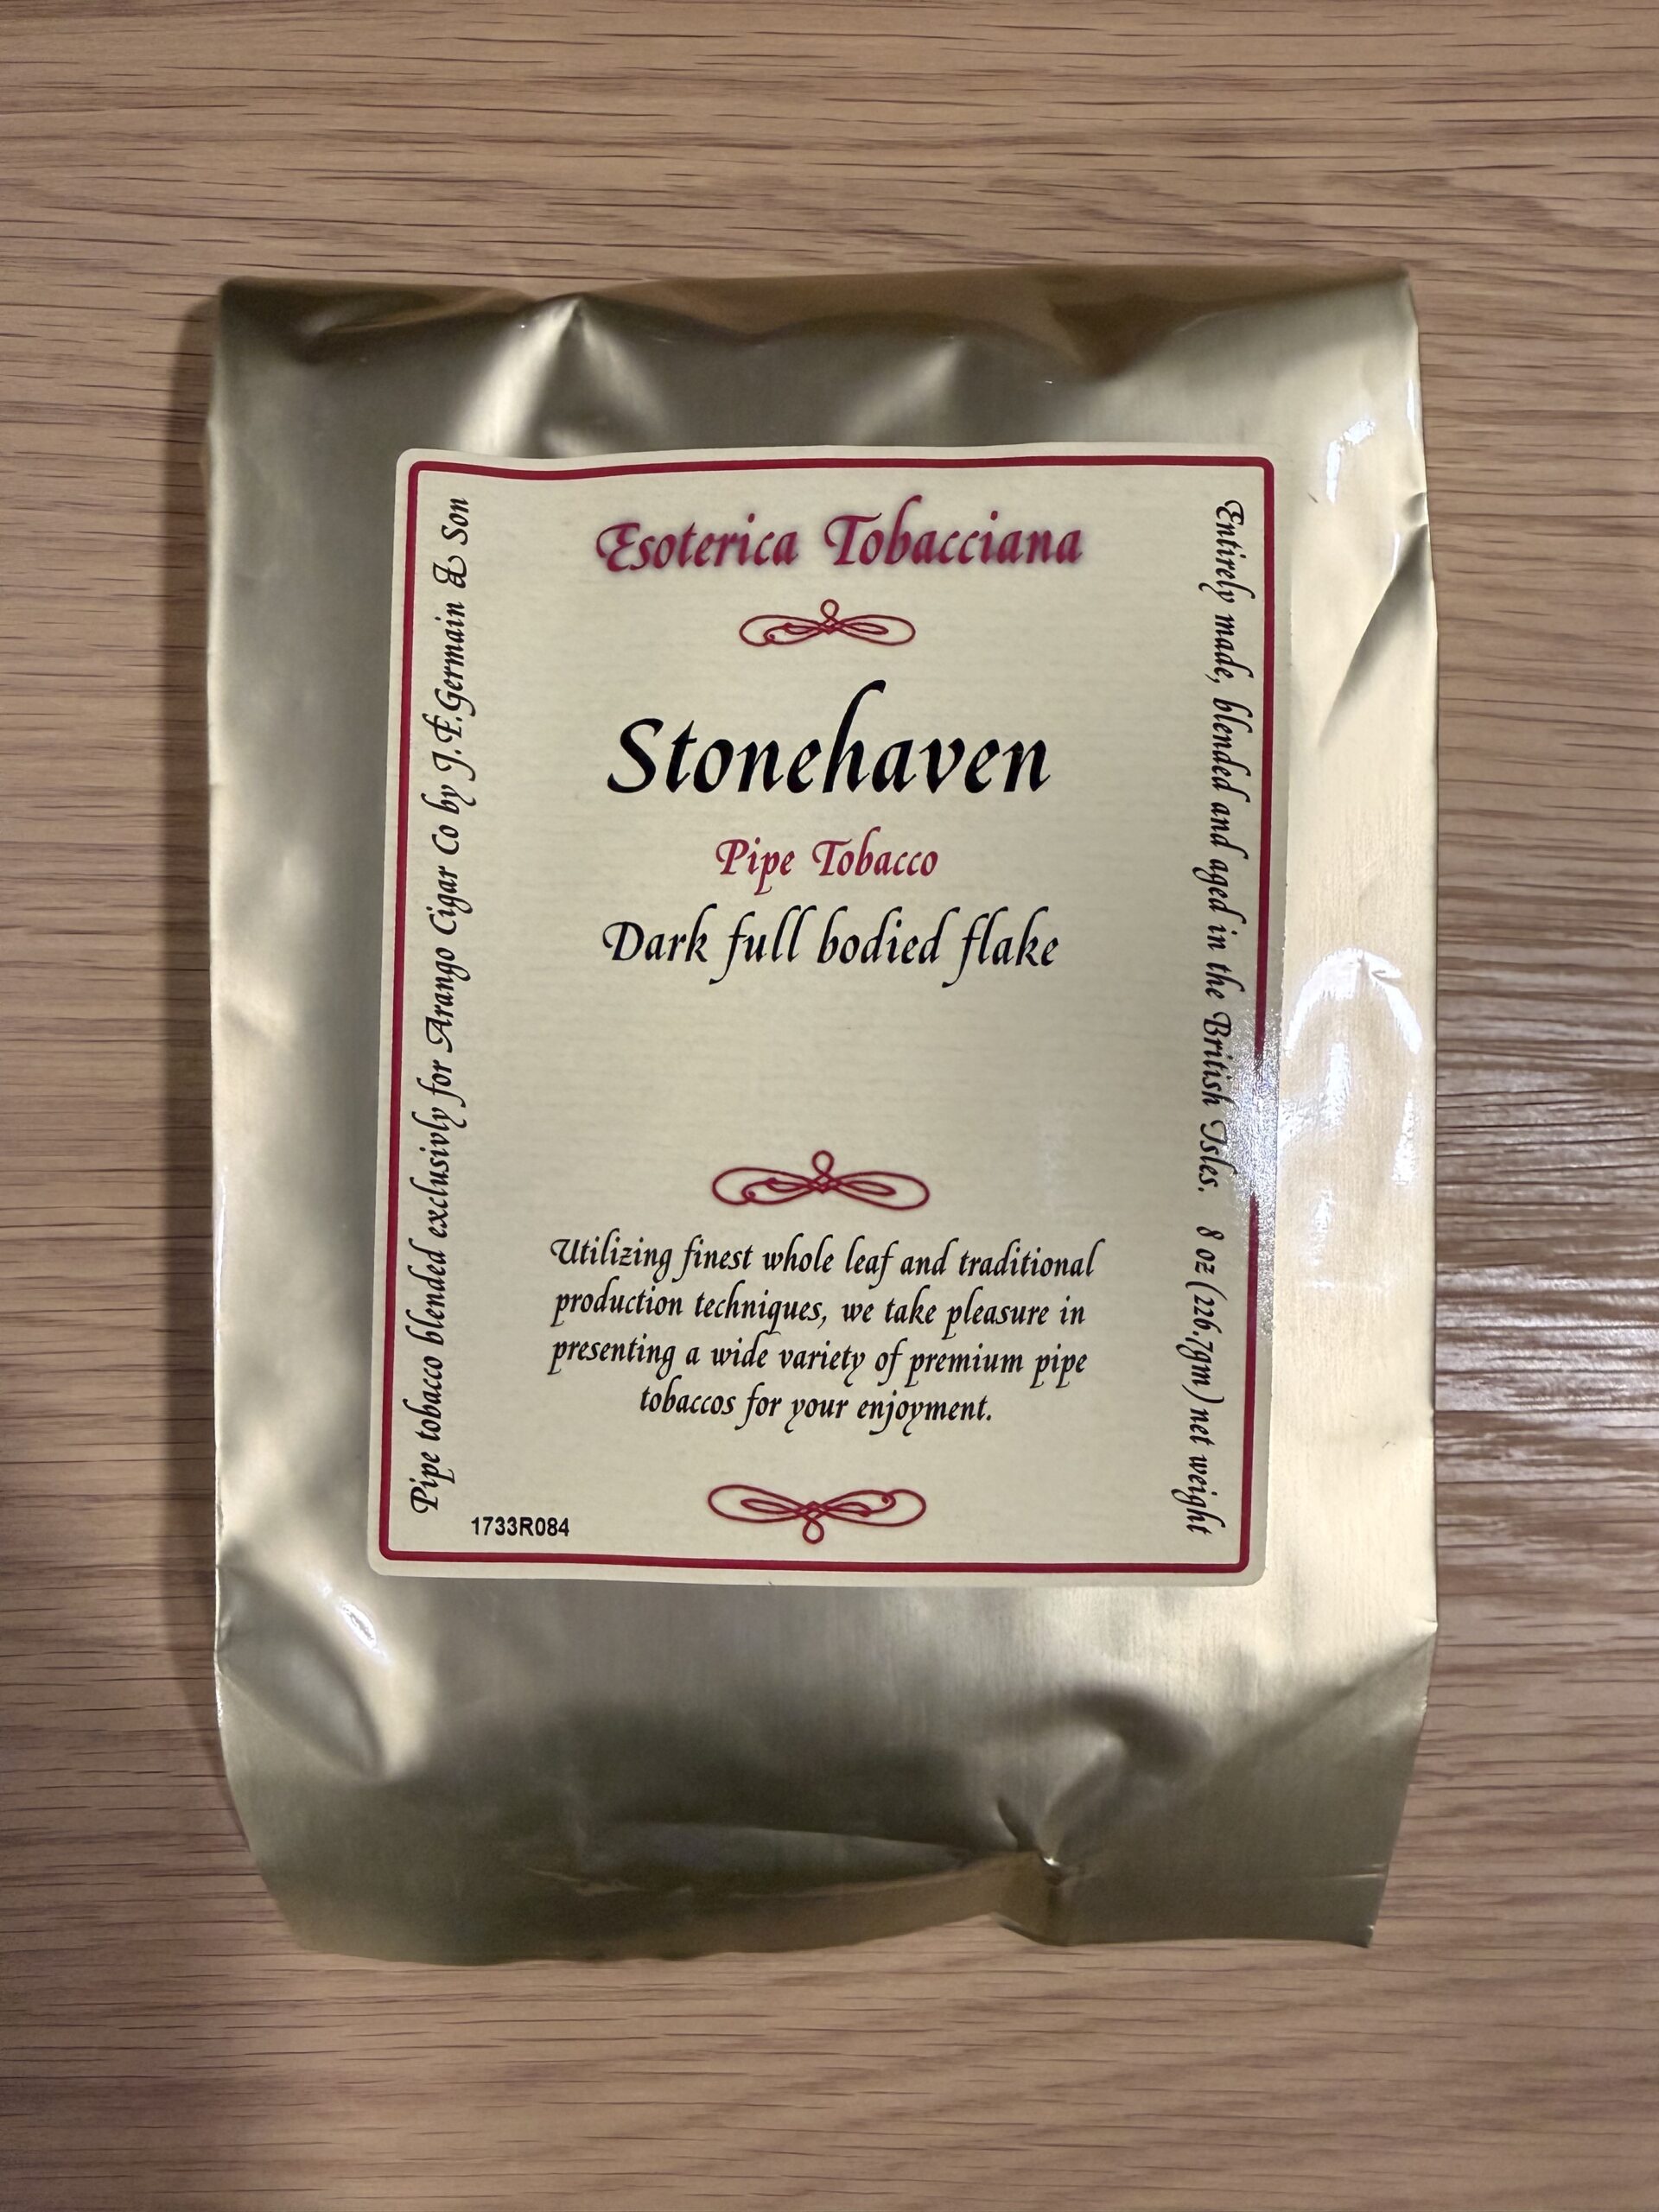 Esoterica Tobacciana
Stonehaven
Pipe Tobacco
Dark full bodied flake
Utilizing finest whole leaf and traditional
production techniques, we take pleasure in
presenting a wide variety of premium pipe
tobaccos for your enjoyment.
1733R084
Pipe tobacco blended exclusivly for Arango Cigar Co by J.F.Germain & Son
Entirely made, blended and aged in the British Isles. 8 oz (226.7gm) net weight